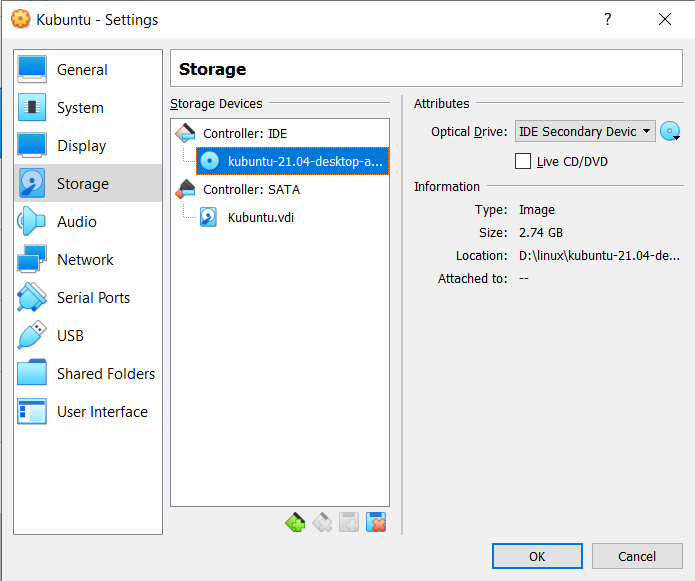 Kubuntu - Settings
?
General
System
Display
Storage
Audio
Network
Serial Ports
USB
Shared Folders
User Interface
Storage
Storage Devices
Controller: IDE
kubuntu-21.04-desktop-a...
Controller: SATA
Kubuntu.vdi
Attributes
Optical Drive: IDE Secondary Devic
Live CD/DVD
Information
Type: Image
Size: 2.74 GB
Location: D:\linux\kubuntu-21.04-de...
Attached to: --
OK
Cancel